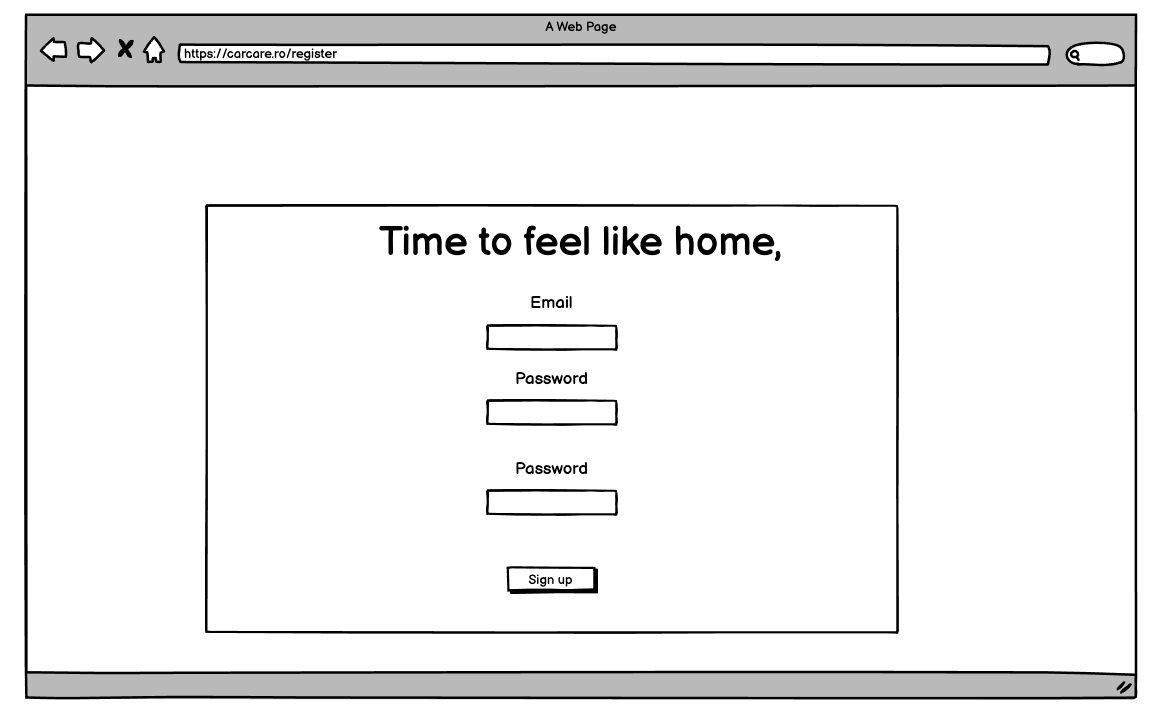 A Web Page
https://carcare.ro/register
Time to feel like home,
Email
Password
Password
Sign up